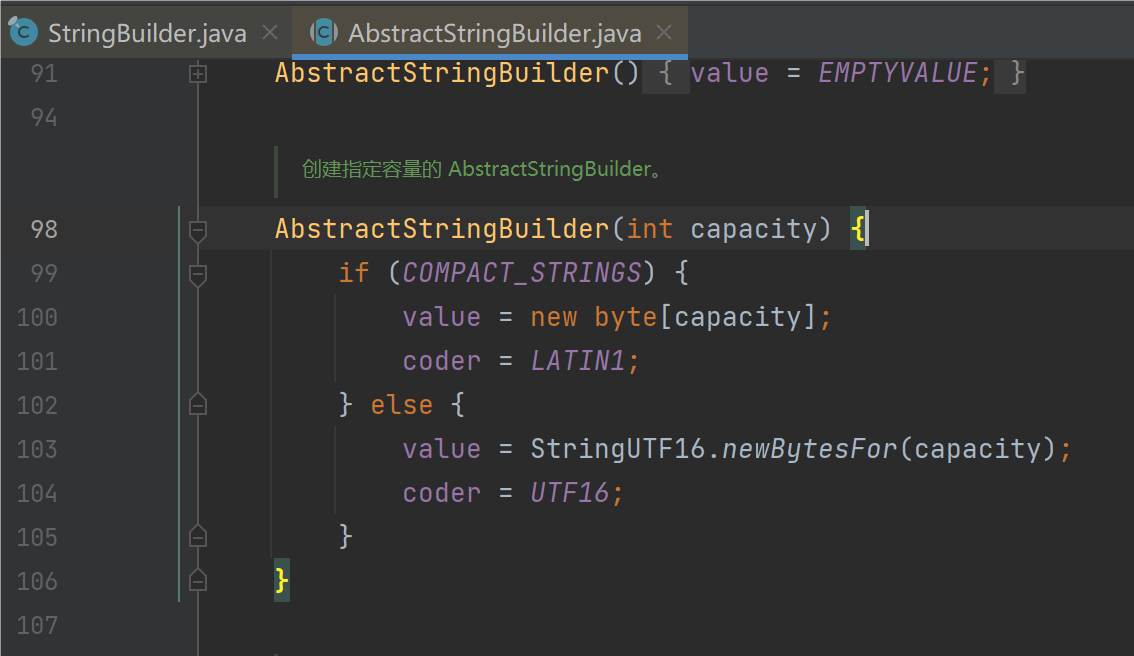 StringBuilder.java AbstractStringBuilder.java
91 AbstractStringBuilder() { value = EMPTYVALUE; }
94
创建指定容量的 AbstractStringBuilder。
98 AbstractStringBuilder(int capacity) {
99 if (COMPACT_STRINGS) {
100 value = new byte[capacity];
101 coder = LATIN1;
102 } else {
103 value = StringUTF16.newBytesFor(capacity);
104 coder = UTF16;
105 }
106 }
107